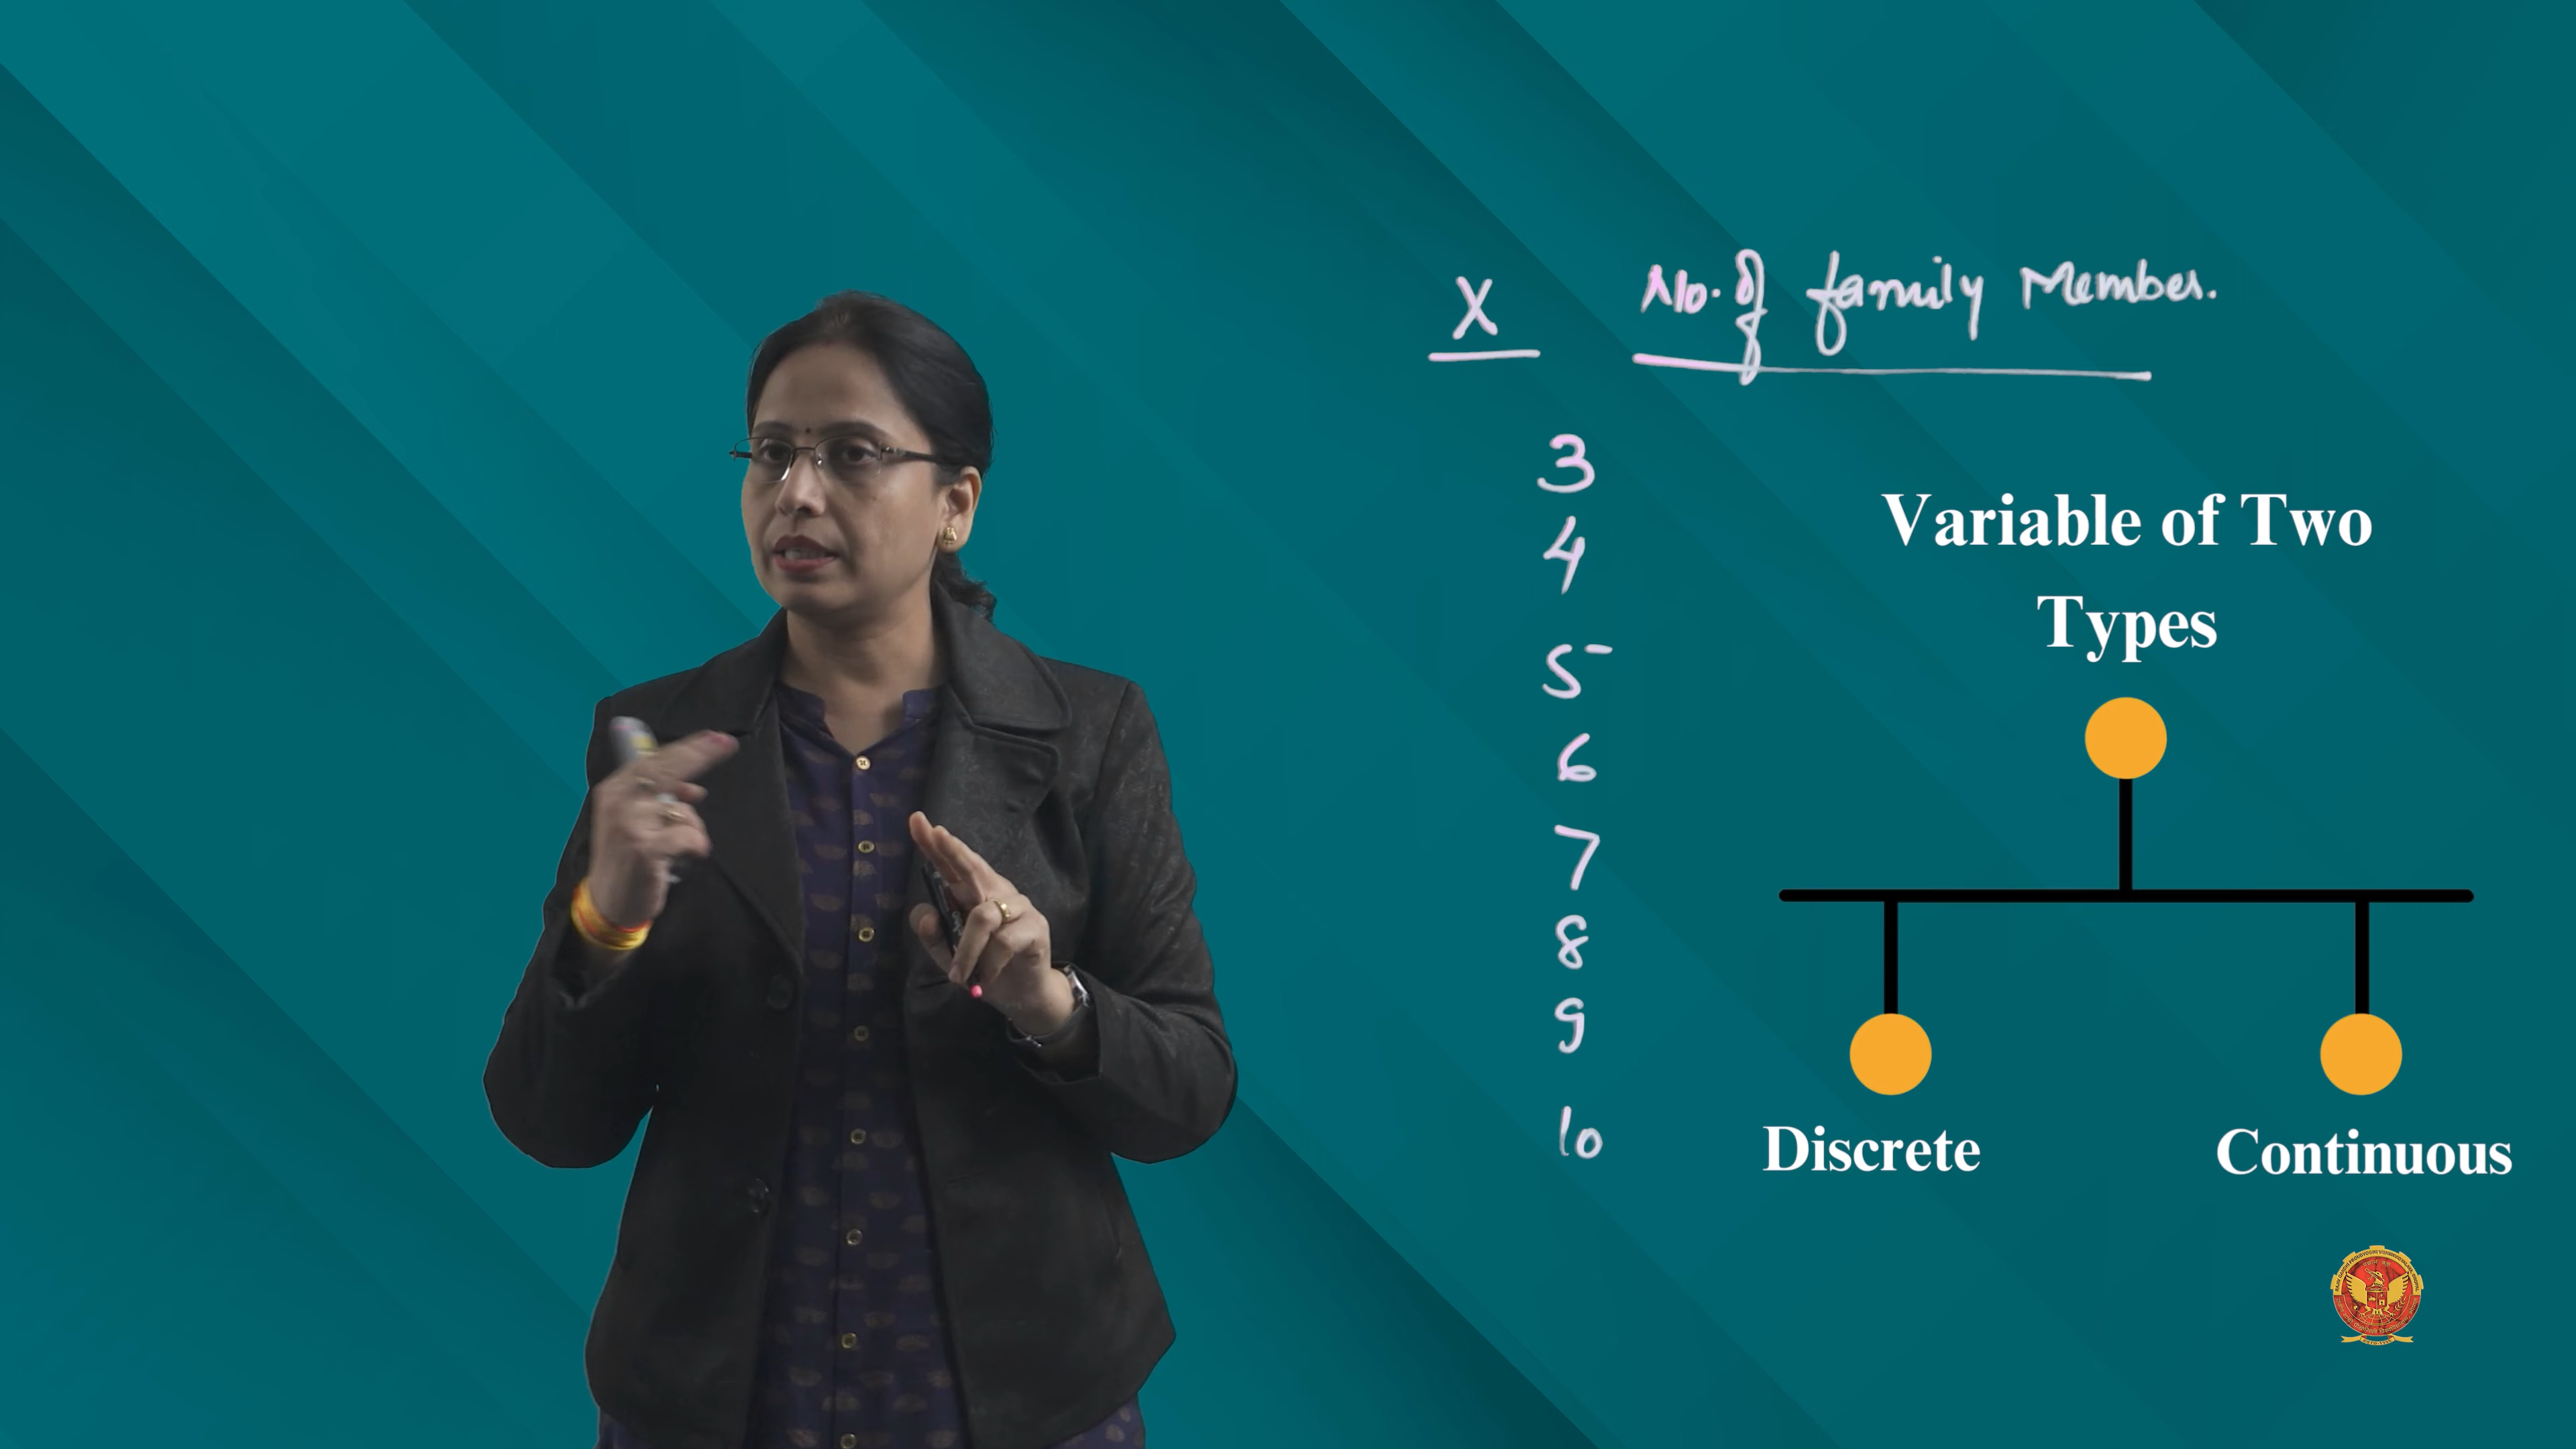 X No. of family Member.
3
4
5
6
7
8
9
10
Variable of Two
Types
Discrete
Continuous